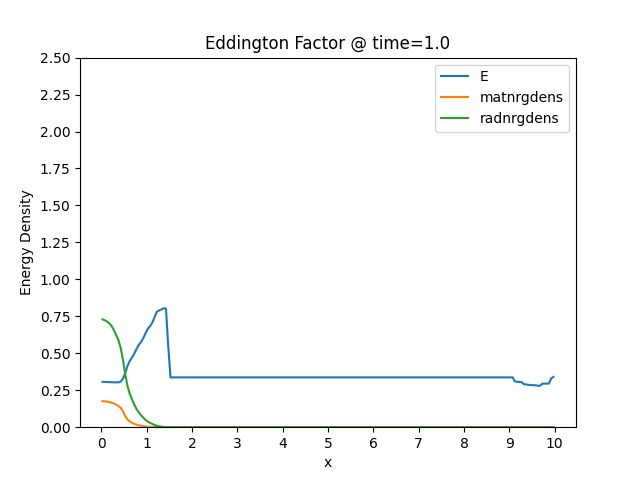 Eddington Factor @ time=1.0
2.50
2.25
2.00
1.75
1.50
1.25
1.00
0.75
0.50
0.25
0.00
Energy Density
E
matnrgdens
radnrgdens
0 1 2 3 4 5 6 7 8 9 10
x